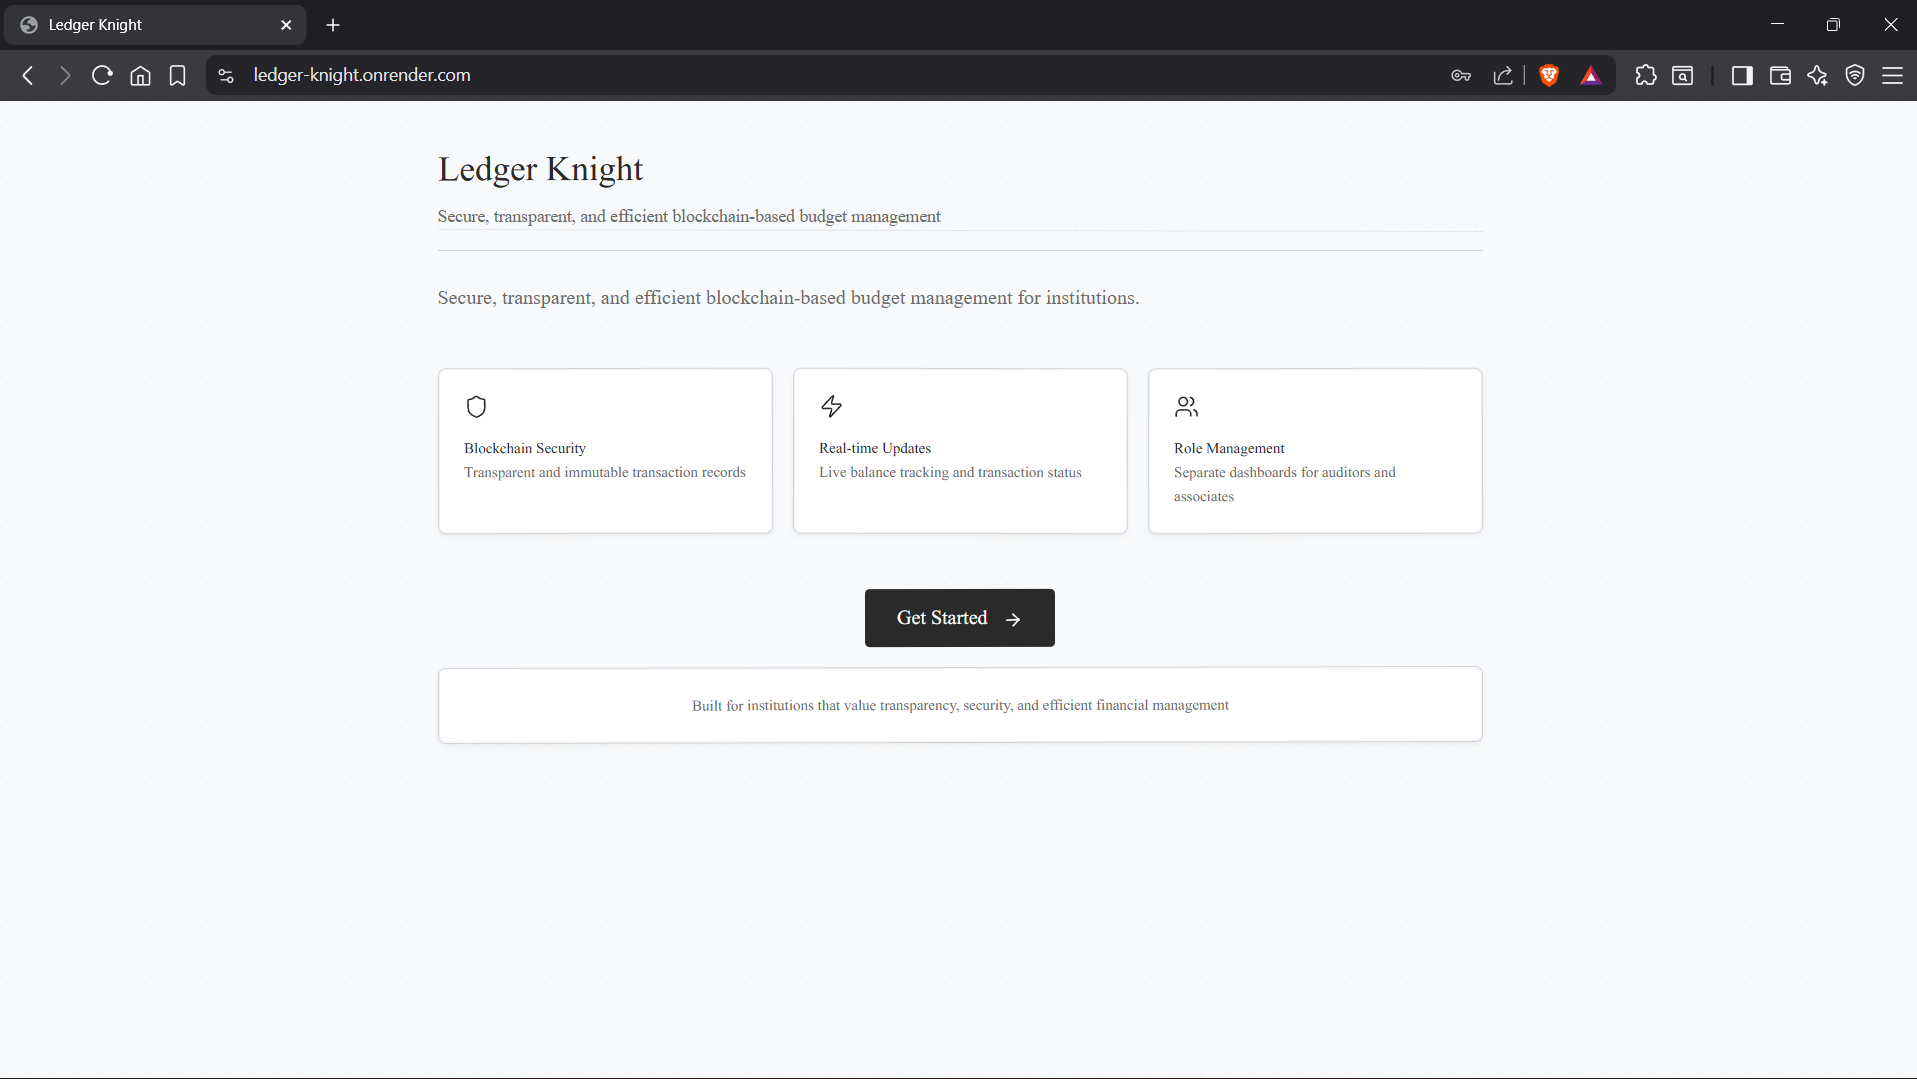 Ledger Knight
ledger-knight.onrender.com
Ledger Knight
Secure, transparent, and efficient blockchain-based budget management
Secure, transparent, and efficient blockchain-based budget management for institutions.
Blockchain Security
Transparent and immutable transaction records
Real-time Updates
Live balance tracking and transaction status
Role Management
Separate dashboards for auditors and
associates
Get Started
Built for institutions that value transparency, security, and efficient financial management